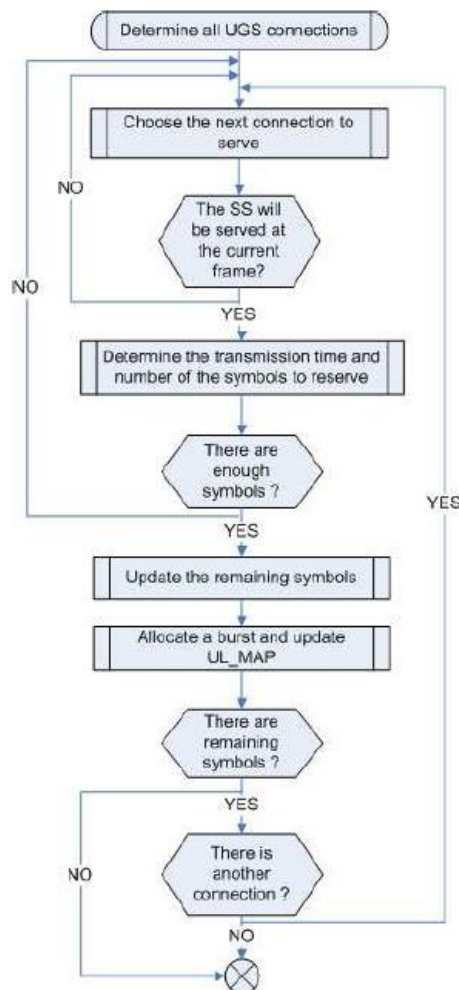 Determine all UGS connections
Choose the next connection to
serve
NO
The SS will
be served at
the current
frame?
NO
YES
Determine the transmission time and
number of the symbols to reserve
There are
enough
symbols ?
YES
YES
Update the remaining symbols
Allocate a burst and update
UL_MAP
There are
remaining
symbols ?
YES
NO
There is
another
connection ?
NO